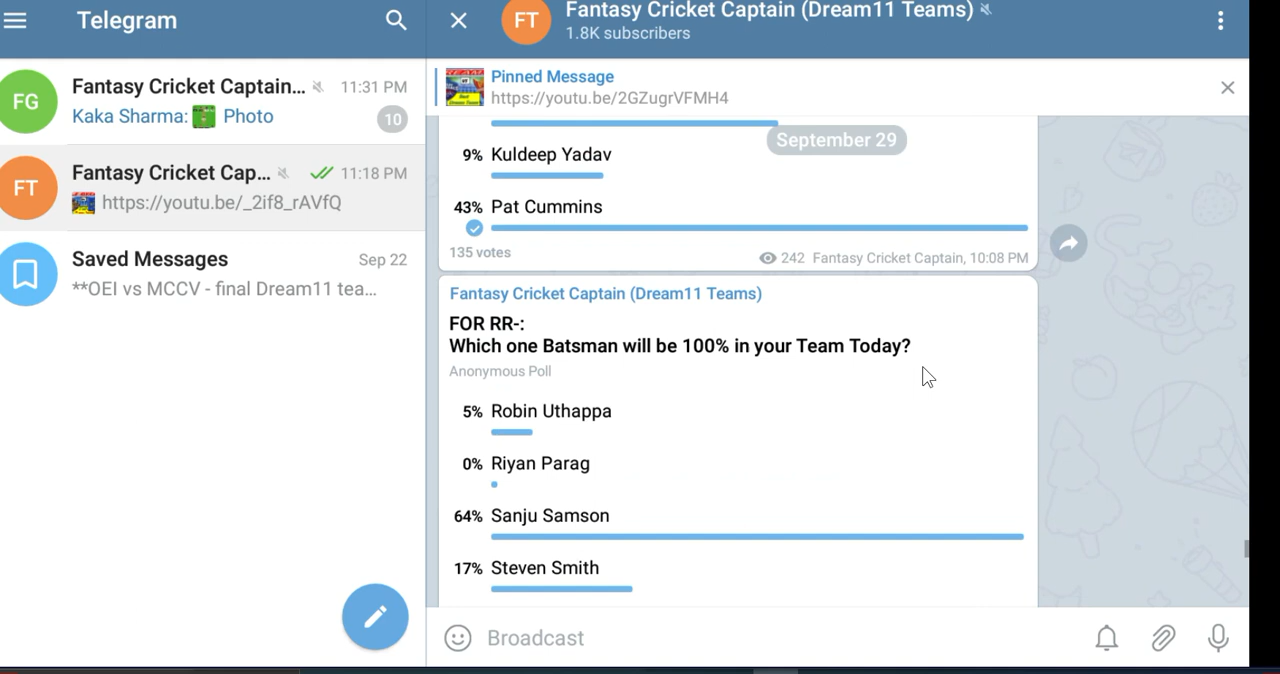 Telegram
FG
Fantasy Cricket Captain... 11:31 PM
Kaka Sharma: Photo 10
FT
Fantasy Cricket Cap... 11:18 PM
https://youtu.be/_2if8_rAVfQ
Saved Messages Sep 22
**OEI vs MCCV - final Dream11 tea...
FT
Fantasy Cricket Captain (Dream11 Teams)
1.8K subscribers
Pinned Message
https://youtu.be/2GZugrVFMH4
September 29
9% Kuldeep Yadav
43% Pat Cummins
135 votes 242 Fantasy Cricket Captain, 10:08 PM
Fantasy Cricket Captain (Dream11 Teams)
FOR RR-:
Which one Batsman will be 100% in your Team Today?
Anonymous Poll
5% Robin Uthappa
0% Riyan Parag
64% Sanju Samson
17% Steven Smith
Broadcast